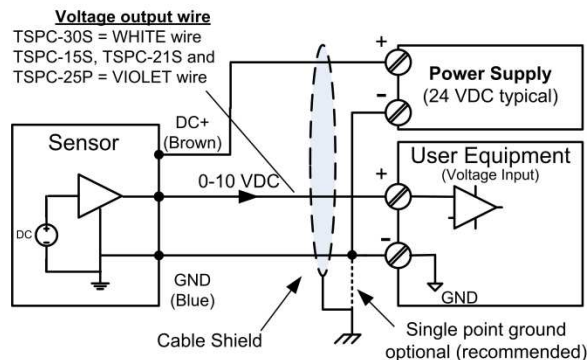 Voltage output wire
TSPC-30S = WHITE wire
TSPC-15S, TSPC-21S and
TSPC-25P = VIOLET wire
+
Power Supply
(24 VDC typical)
-
DC+
(Brown)
Sensor
User Equipment
(Voltage Input)
0-10 VDC
+
DC
+
-
-
GND
(Blue)
GND
Cable Shield
Single point ground
optional (recommended)